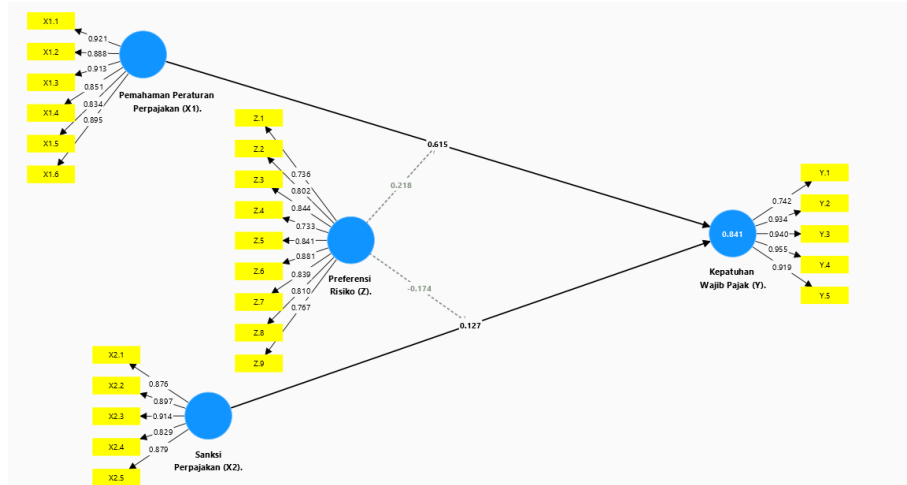 X1.1
X1.2
X1.3
X1.4
X1.5
X1.6
0.921
0.888
0.913
0.851
0.834
0.895
Pemahaman Peraturan
Perpajakan (X1).
Z.1
Z.2
Z.3
Z.4
Z.5
Z.6
Z.7
Z.8
Z.9
0.736
0.802
0.844
0.733
0.841
0.881
0.839
0.810
0.767
Preferensi
Risiko (Z).
0.615
0.218
-0.174
0.127
0.841
Kepatuhan
Wajib Pajak (Y).
0.742
0.934
0.940
0.955
0.919
Y.1
Y.2
Y.3
Y.4
Y.5
X2.1
X2.2
X2.3
X2.4
X2.5
0.876
0.897
0.914
0.829
0.879
Sanksi
Perpajakan (X2).